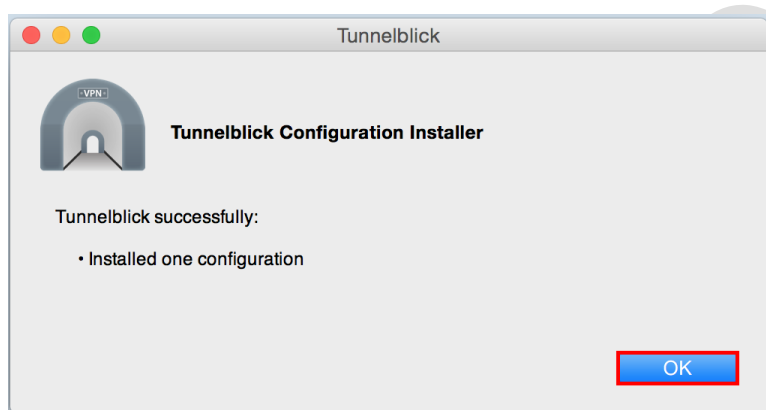 Tunnelblick
VPN
Tunnelblick Configuration Installer
Tunnelblick successfully:
• Installed one configuration
OK